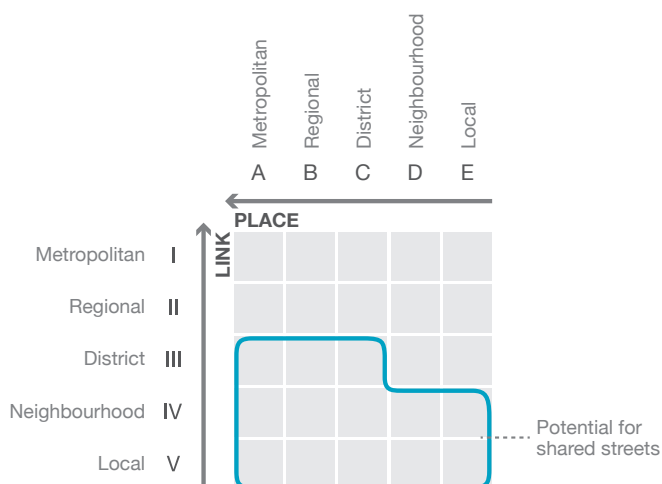 Metropolitan
Regional
District
Neighbourhood
Local
A B C D E
PLACE
LINK
Metropolitan I
Regional II
District III
Neighbourhood IV
Local V
Potential for
shared streets